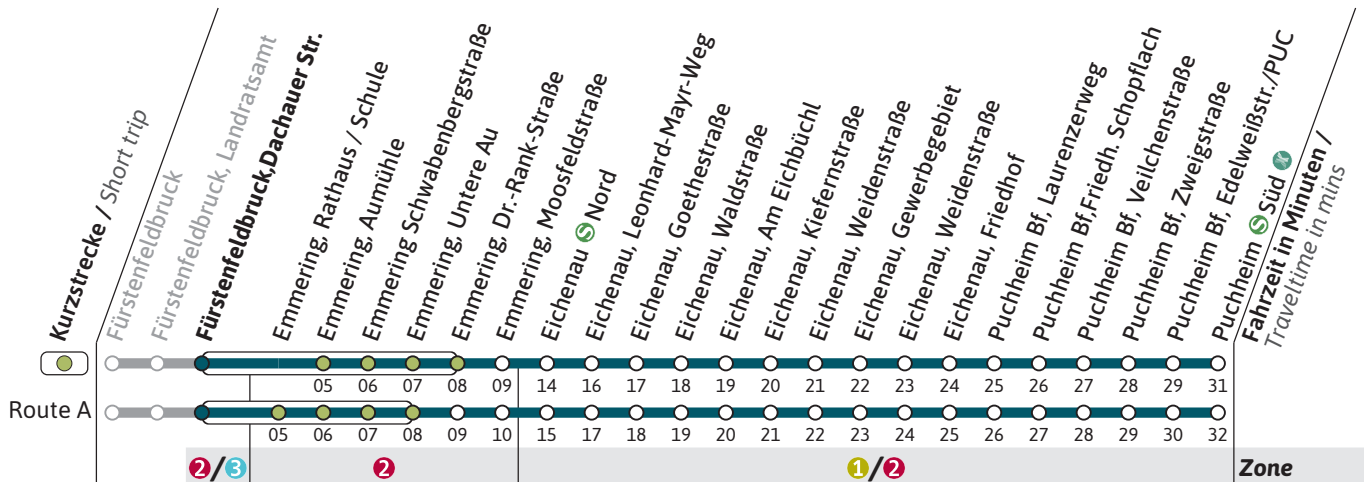 Kurzstrecke / Short trip
Fürstenfeldbruck
Fürstenfeldbruck, Landratsamt
Fürstenfeldbruck,Dachauer Str.
Emmering, Rathaus / Schule
Emmering, Aumühle
Emmering Schwabenbergstraße
Emmering, Untere Au
Emmering, Dr.-Rank-Straße
Emmering, Moosfeldstraße
Eichenau S Nord
Eichenau, Leonhard-Mayr-Weg
Eichenau, Goethestraße
Eichenau, Waldstraße
Eichenau, Am Eichbüchl
Eichenau, Kiefernstraße
Eichenau, Weidenstraße
Eichenau, Gewerbegebiet
Eichenau, Weidenstraße
Eichenau, Friedhof
Puchheim Bf, Laurenzerweg
Puchheim Bf,Friedh. Schopflach
Puchheim Bf, Veilchenstraße
Puchheim Bf, Zweigstraße
Puchheim Bf, Edelweißstr./PUC
Puchheim S Süd X
Fahrzeit in Minuten /
Traveltime in mins
05 06 07 08 09 14 16 17 18 19 20 21 22 23 24 25 26 27 28 29 31
Route A
05 06 07 08 09 10 15 17 18 19 20 21 22 23 24 25 26 27 28 29 30 32
2/3 2 1/2 Zone